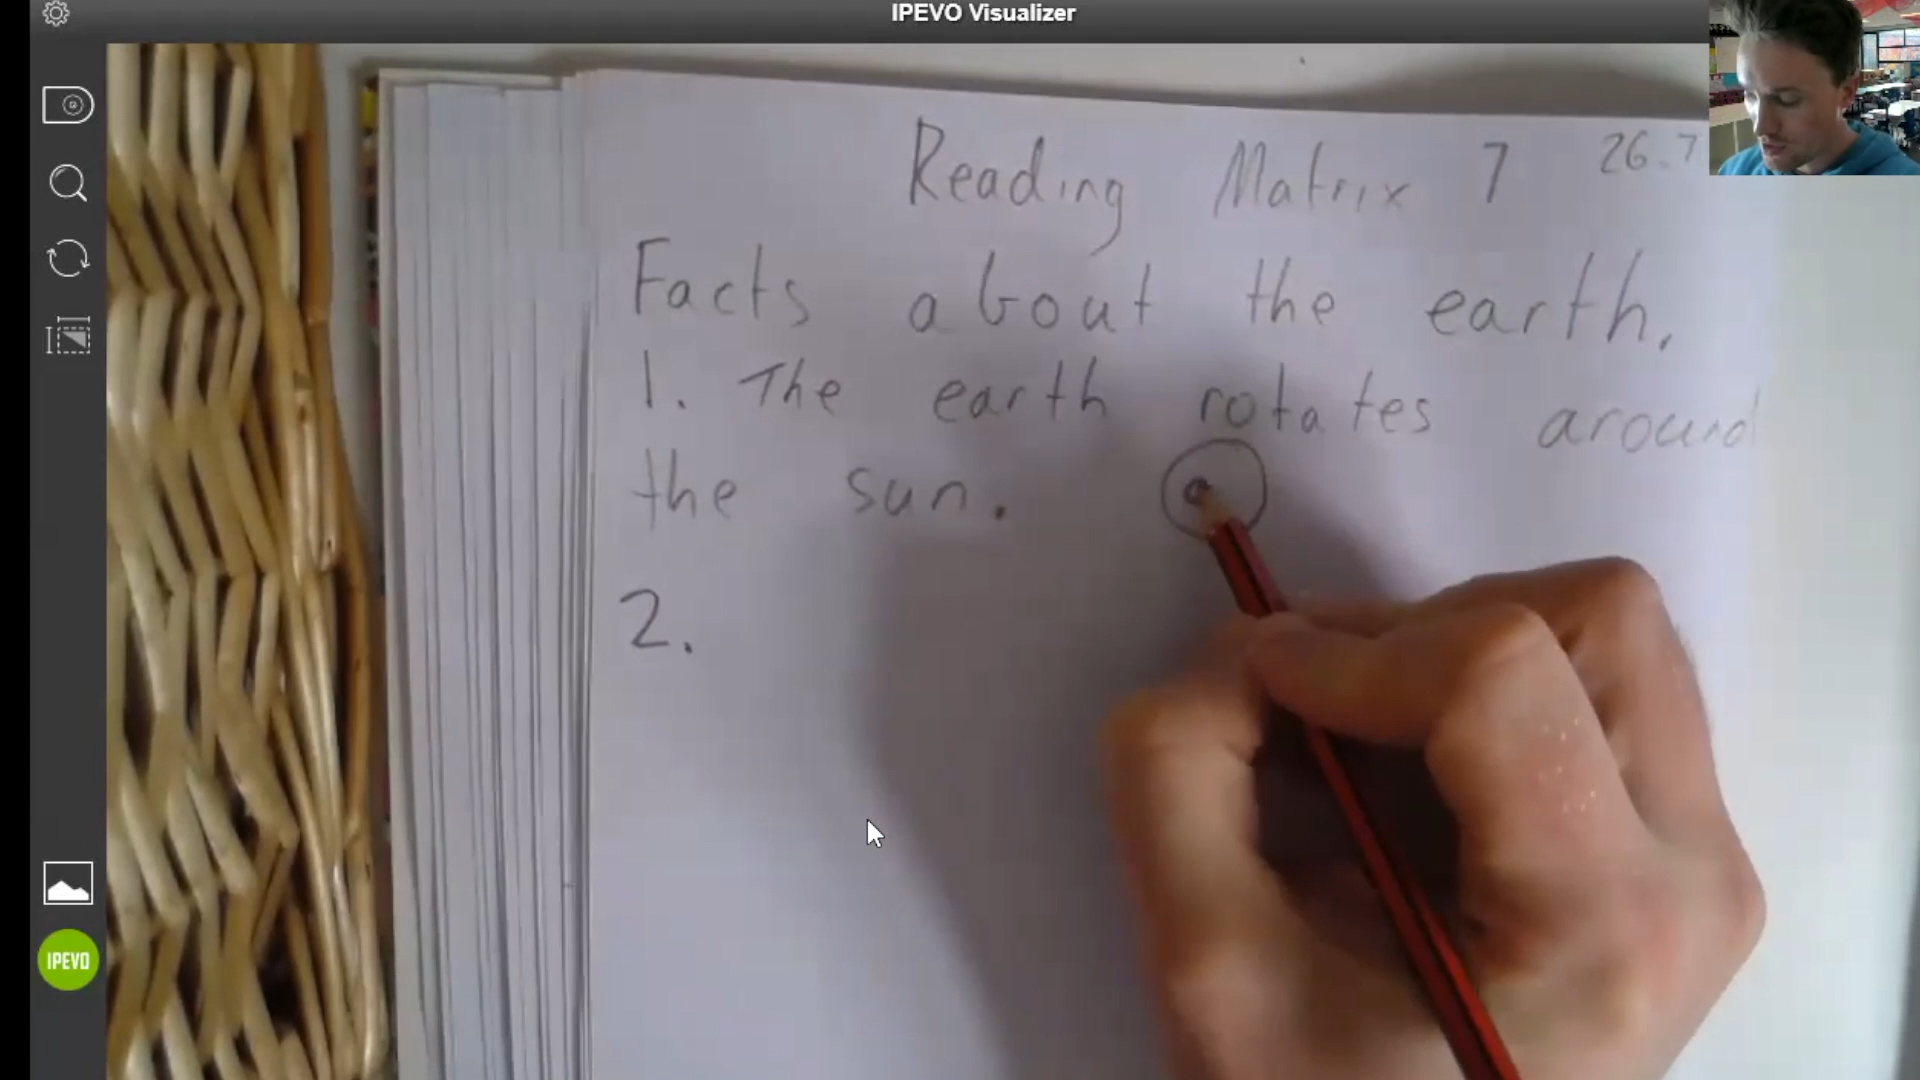 IPEVO Visualizer
Reading Matrix 7 26.7
Facts about the earth.
1. The earth rotates around
the sun.
2.
IPEVO